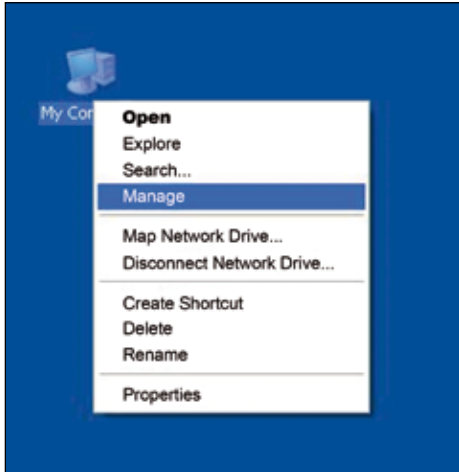 My Cor
Open
Explore
Search...
Manage
Map Network Drive...
Disconnect Network Drive...
Create Shortcut
Delete
Rename
Properties